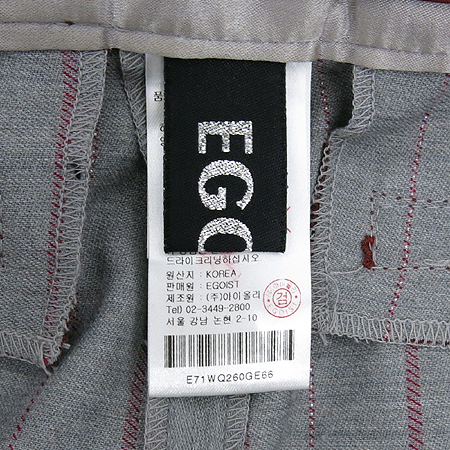 EGO
드라이크리닝하십시오
원산지 : KOREA
판매원 : EGOIST
제조원 : (주)아이올리
Tel) 02-3449-2800
서울 강남 논현 2-10
검
E71WQ260GE66